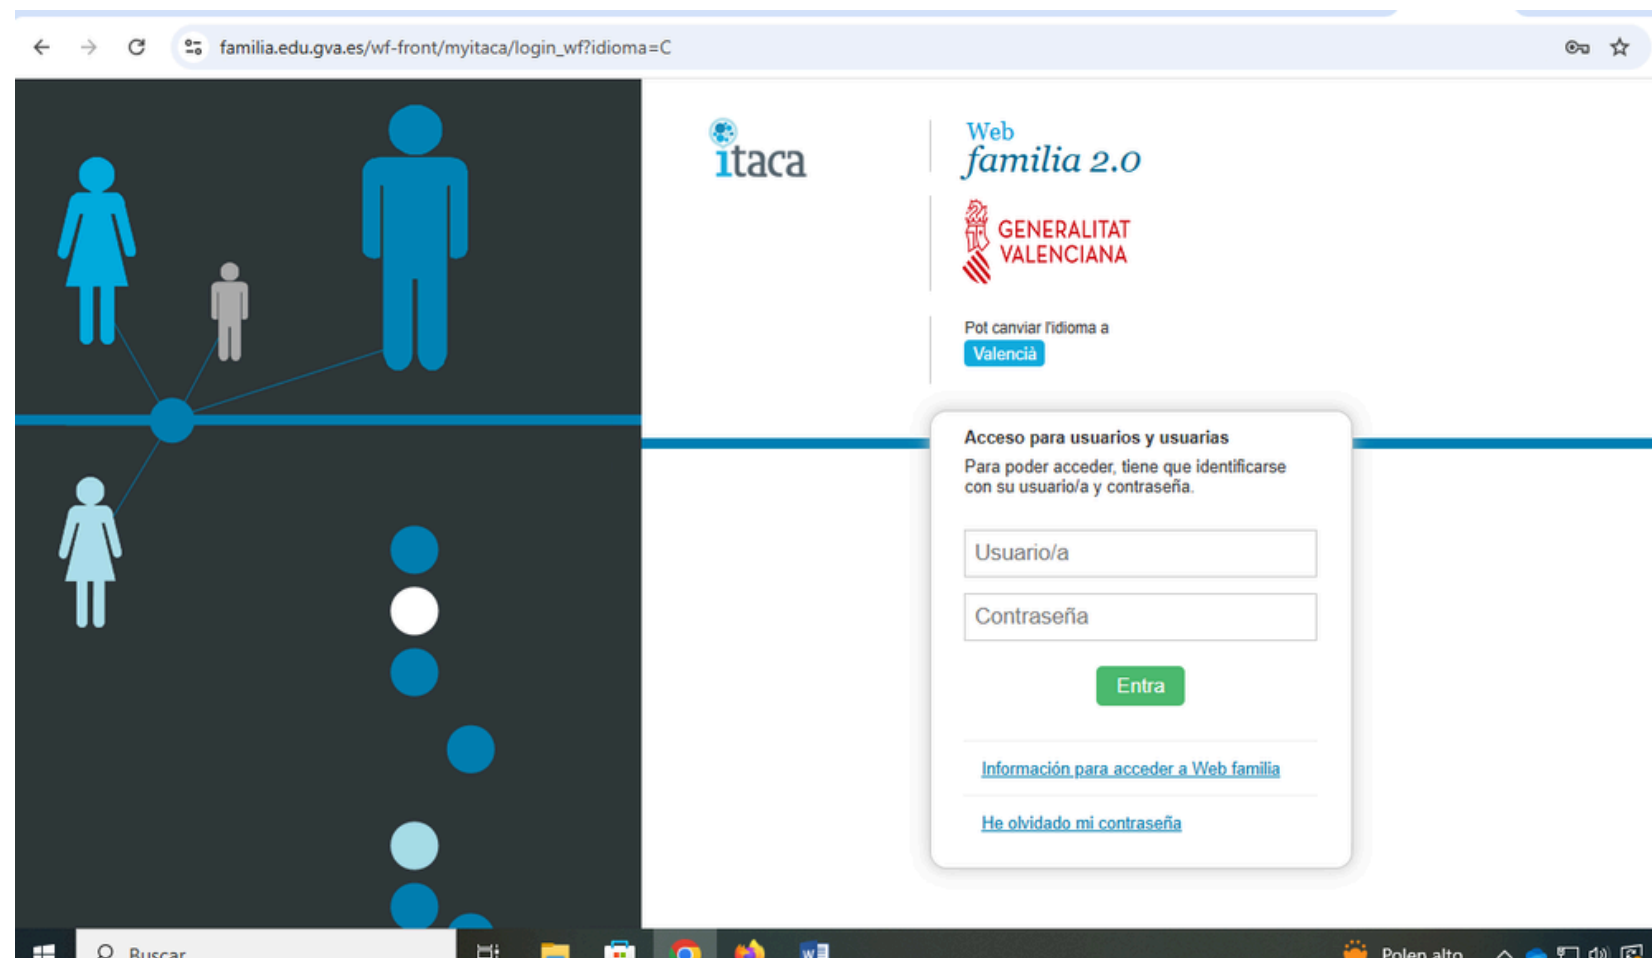 familia.edu.gva.es/wf-front/myitaca/login_wf?idioma=C
itaca
Web
familia 2.0
GENERALITAT
VALENCIANA
Pot canviar l'idioma a
Valencià
Acceso para usuarios y usuarias
Para poder acceder, tiene que identificarse
con su usuario/a y contraseña.
Usuario/a
Contraseña
Entra
Información para acceder a Web familia
He olvidado mi contraseña
Buscar
Polen alto